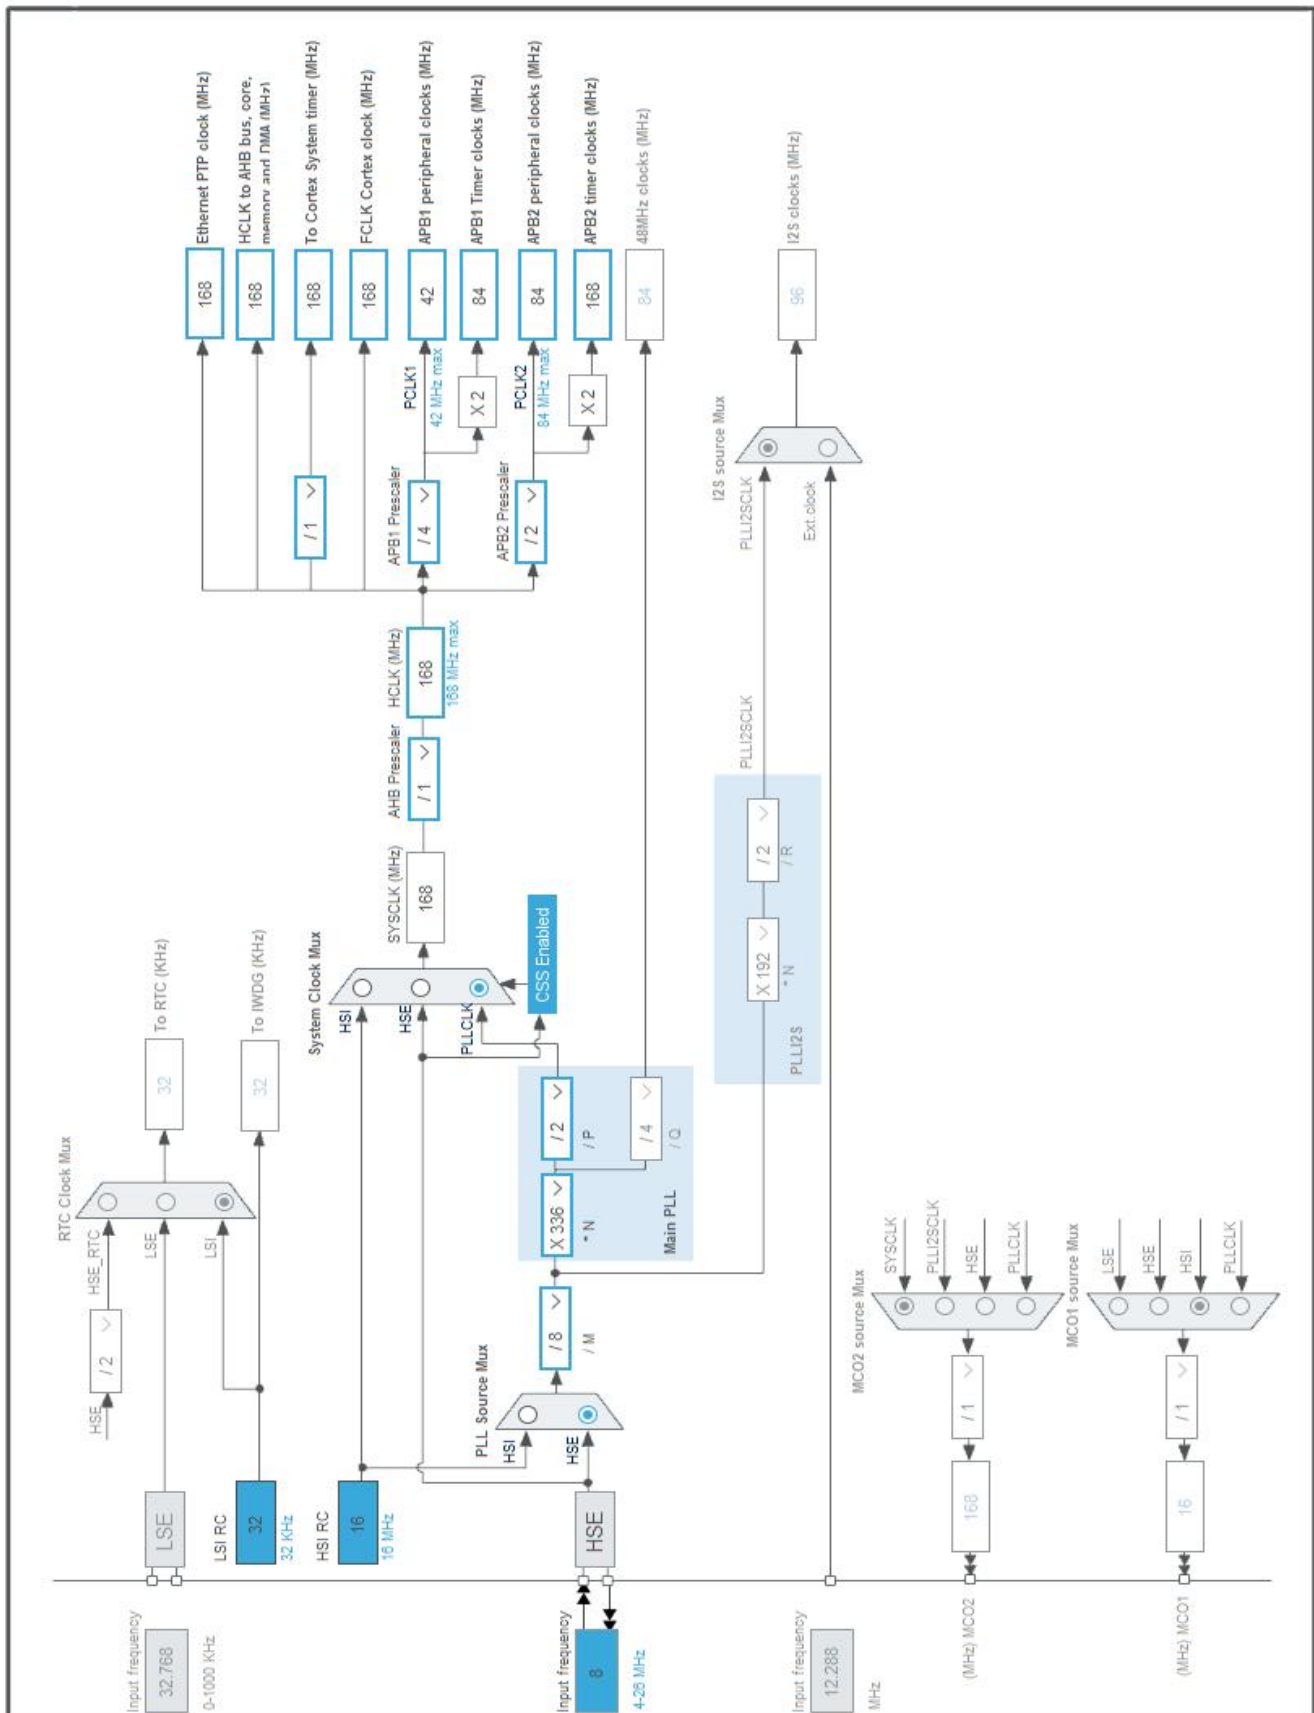 Input frequency
32.768
0-1000 KHz
LSE
HSE
/ 2
HSE_RTC
LSE
LSI
RTC Clock Mux
32
To RTC (KHz)
LSI RC
32
32 KHz
32
To IWDG (KHz)
HSI RC
16
16 MHz
System Clock Mux
HSI
HSE
PLLCLK
CSS Enabled
SYSCLK (MHz)
168
AHB Prescaler
/ 1
HCLK (MHz)
168
168 MHz max
/ 1
168
Ethernet PTP clock (MHz)
168
HCLK to AHB bus, core,
memory and DMA (MHz)
168
To Cortex System timer (MHz)
168
FCLK Cortex clock (MHz)
APB1 Prescaler
/ 4
PCLK1
42 MHz max
42
APB1 peripheral clocks (MHz)
X 2
84
APB1 Timer clocks (MHz)
APB2 Prescaler
/ 2
PCLK2
84 MHz max
84
APB2 peripheral clocks (MHz)
X 2
168
APB2 timer clocks (MHz)
84
48MHz clocks (MHz)
Input frequency
8
4-26 MHz
HSE
PLL Source Mux
HSI
HSE
/ 8
/ M
X 336
* N
/ 2
/ P
/ 4
/ Q
Main PLL
PLLI2S
X 192
* N
/ 2
/ R
PLLI2SCLK
PLLI2SCLK
Ext.clock
I2S source Mux
96
I2S clocks (MHz)
Input frequency
12.288
MHz
(MHz) MCO2
168
/ 1
MCO2 source Mux
SYSCLK
PLLI2SCLK
HSE
PLLCLK
(MHz) MCO1
16
/ 1
MCO1 source Mux
LSE
HSE
HSI
PLLCLK